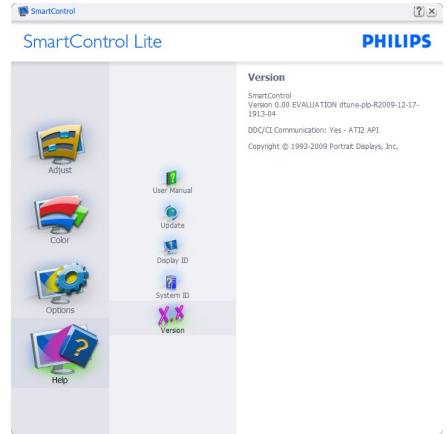 SmartControl
SmartControl Lite
PHILIPS
Adjust
Color
Options
Help
User Manual
Update
Display ID
System ID
X.X
Version
Version
SmartControl
Version 0.00 EVALUATION dtune-plp-R2009-12-17-
1913-04
DDC/CI Communication: Yes - ATI2 API
Copyright © 1993-2009 Portrait Displays, Inc.